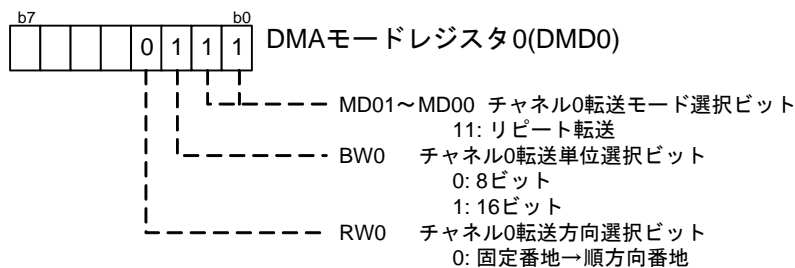 b7 b0
0 1 1 1 DMAモードレジスタ0(DMD0)
MD01～MD00 チャネル0転送モード選択ビット
11: リピート転送
BW0 チャネル0転送単位選択ビット
0: 8ビット
1: 16ビット
RW0 チャネル0転送方向選択ビット
0: 固定番地→順方向番地